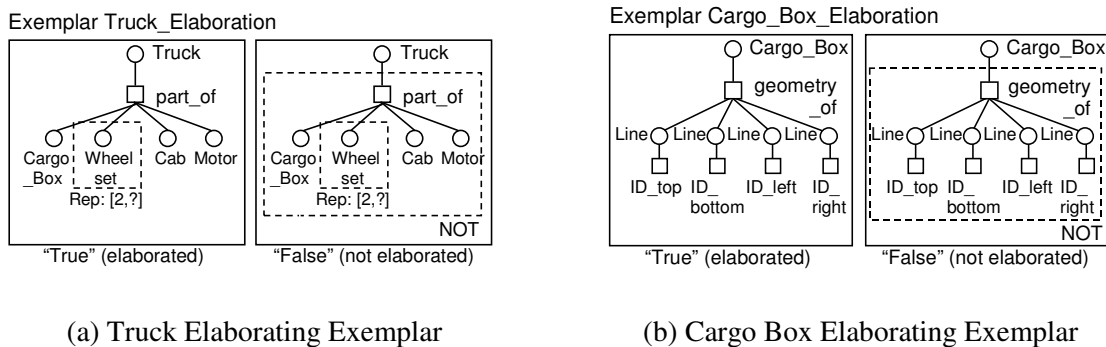 Exemplar Truck_Elaboration
Truck
part_of
Cargo
_Box
Wheel
set
Cab
Motor
Rep: [2,?]
"True" (elaborated)
Truck
part_of
Cargo
_Box
Wheel
set
Cab
Motor
Rep: [2,?]
NOT
"False" (not elaborated)
(a) Truck Elaborating Exemplar
Exemplar Cargo_Box_Elaboration
Cargo_Box
geometry
_of
Line
Line
Line
Line
ID_top
ID_
bottom
ID_left
ID_
right
"True" (elaborated)
Cargo_Box
geometry
_of
Line
Line
Line
Line
ID_top
ID_
bottom
ID_left
ID_
right
NOT
"False" (not elaborated)
(b) Cargo Box Elaborating Exemplar